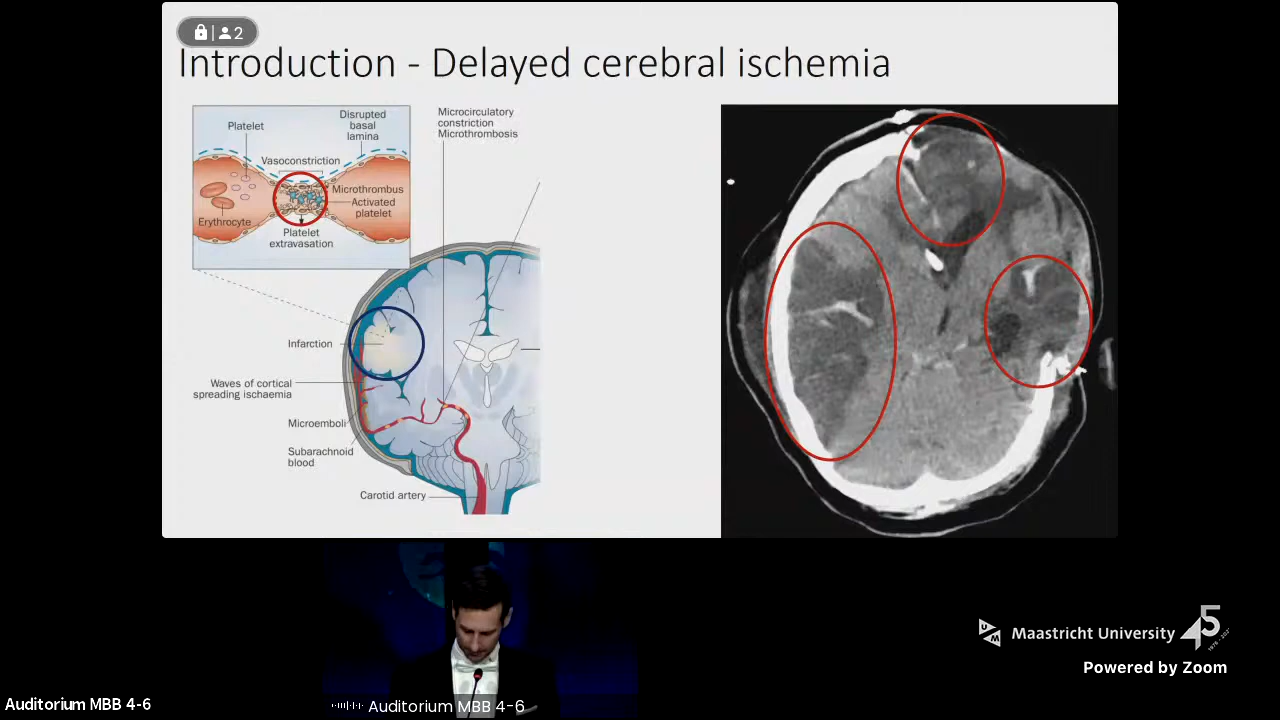 2
Introduction - Delayed cerebral ischemia
Platelet
Disrupted
basal
lamina
Vasoconstriction
Microthrombus
Activated
platelet
Erythrocyte
Platelet
extravasation
Microcirculatory
constriction
Microthrombosis
Infarction
Waves of cortical
spreading ischaemia
Microemboli
Subarachnoid
blood
Carotid artery
UM
Maastricht University
45
Powered by Zoom
Auditorium MBB 4-6
Auditorium MBB 4-6